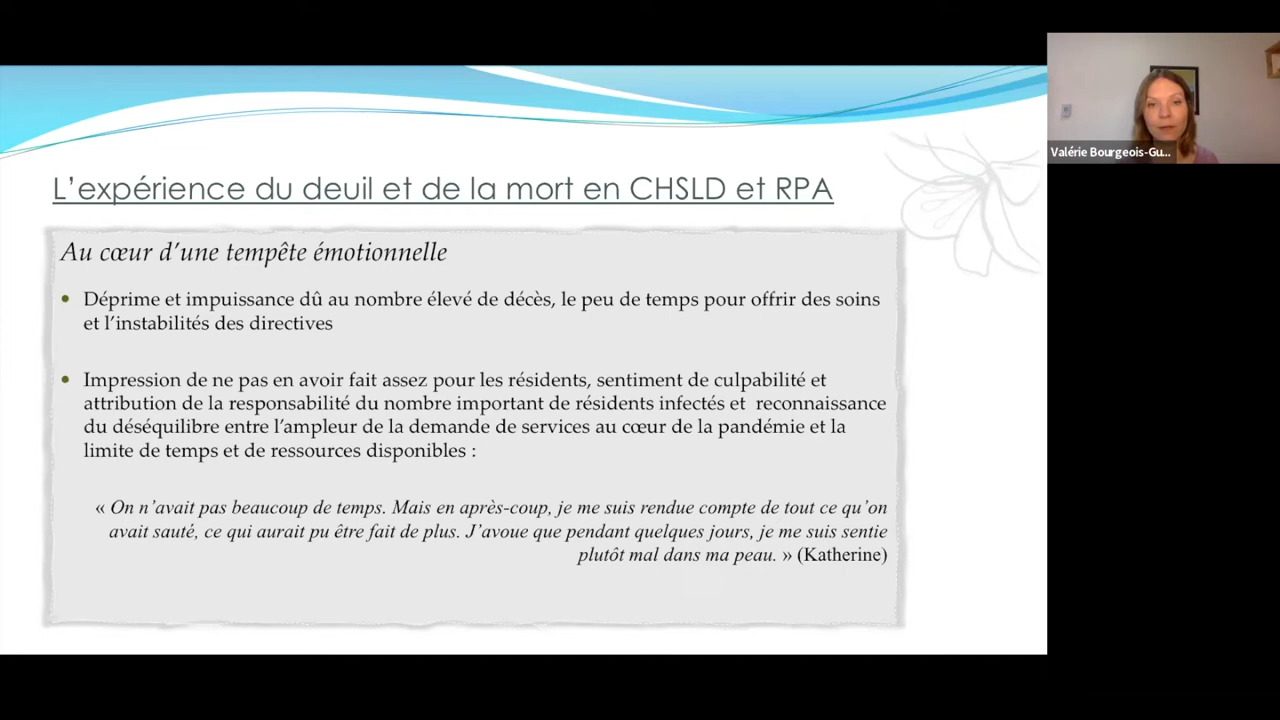 L’expérience du deuil et de la mort en CHSLD et RPA
Au cœur d’une tempête émotionnelle
• Déprime et impuissance dû au nombre élevé de décès, le peu de temps pour offrir des soins
et l’instabilités des directives
• Impression de ne pas en avoir fait assez pour les résidents, sentiment de culpabilité et
attribution de la responsabilité du nombre important de résidents infectés et  reconnaissance
du déséquilibre entre l’ampleur de la demande de services au cœur de la pandémie et la
limite de temps et de ressources disponibles :
« On n’avait pas beaucoup de temps. Mais en après-coup, je me suis rendue compte de tout ce qu’on
avait sauté, ce qui aurait pu être fait de plus. J’avoue que pendant quelques jours, je me suis sentie
plutôt mal dans ma peau. » (Katherine)
Valérie Bourgeois-Gu...